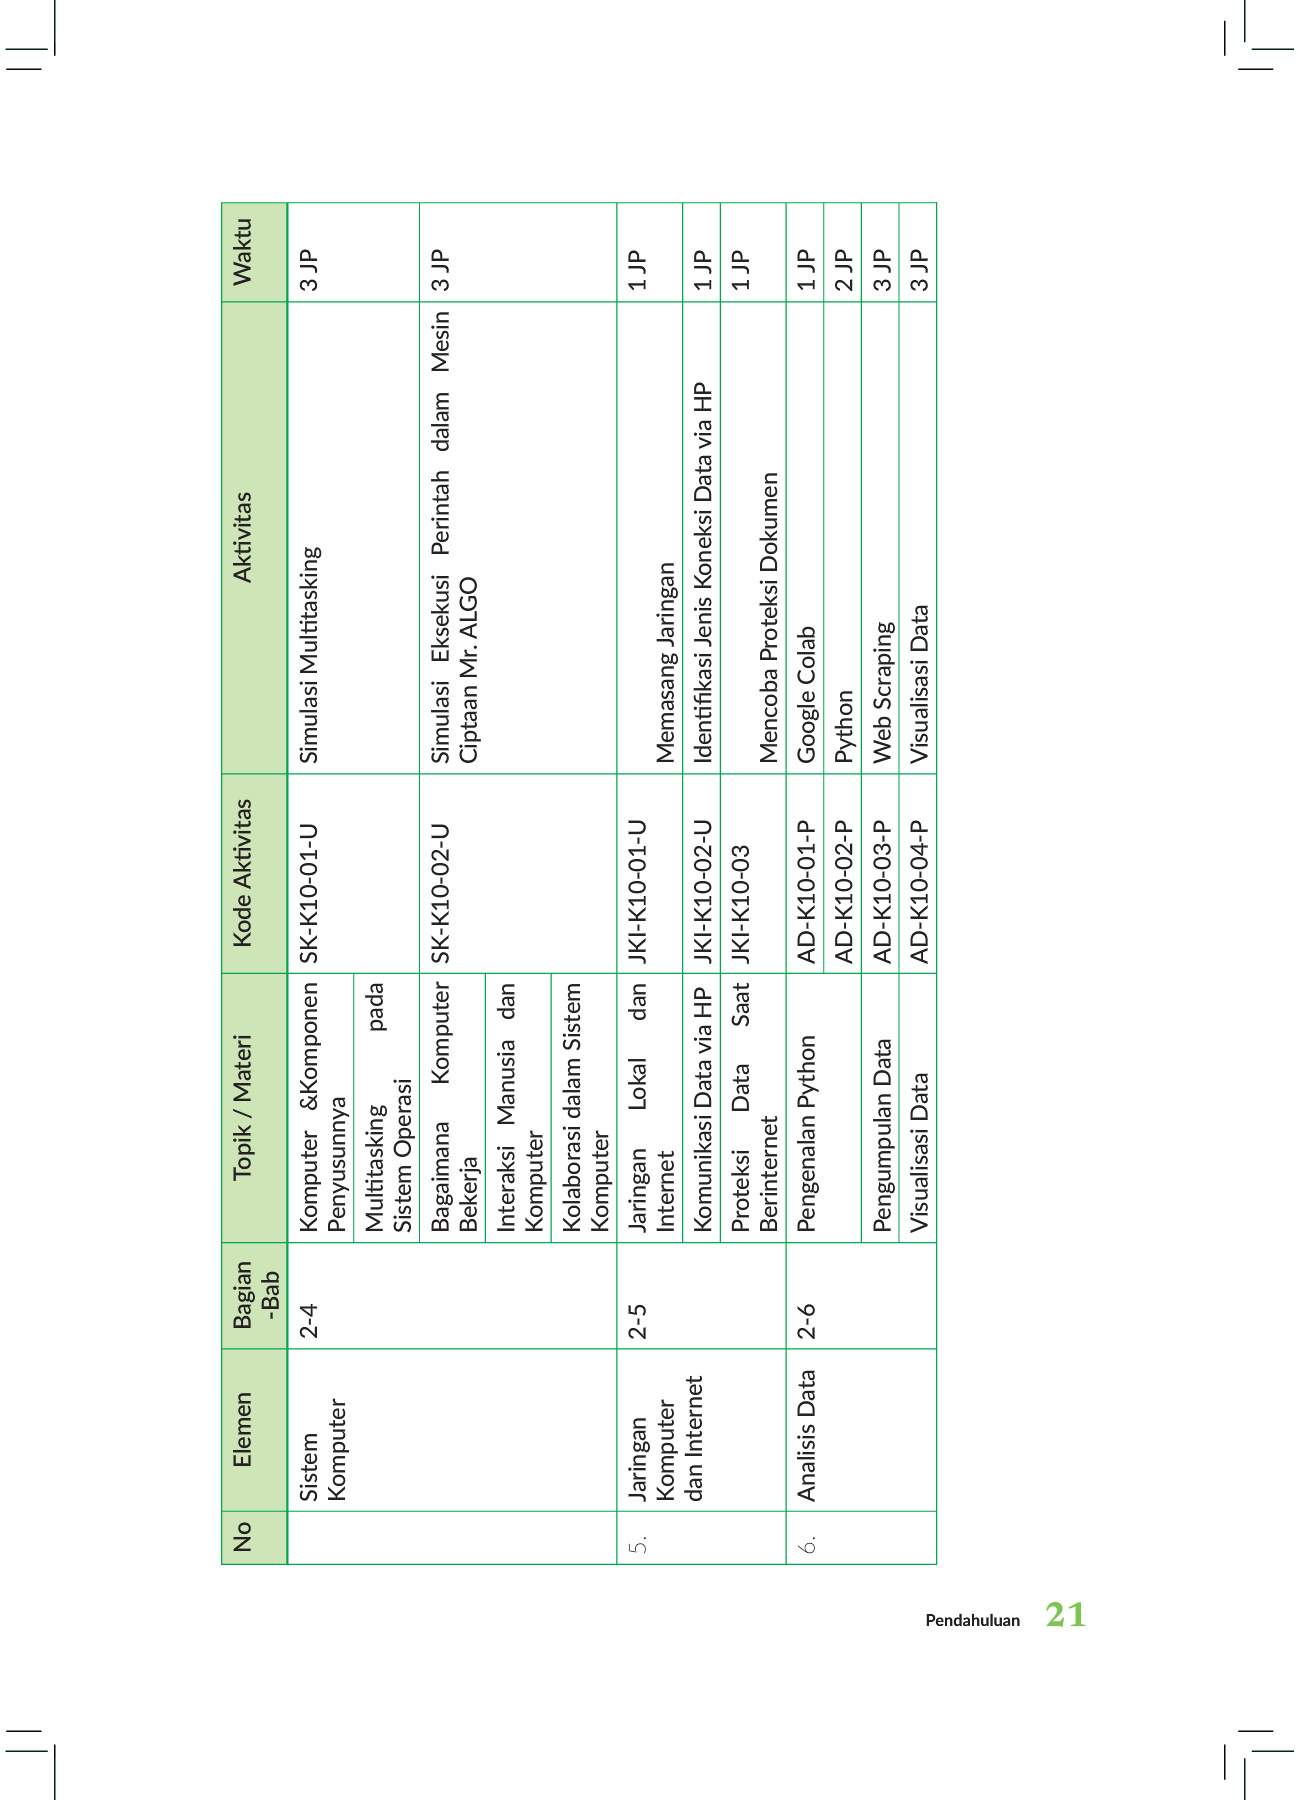 No
Elemen
Bagian
-Bab
Topik / Materi
Kode Aktivitas
Aktivitas
Waktu
Sistem
Komputer
2-4
Komputer &Komponen
Penyusunnya
SK-K10-01-U
Simulasi Multitasking
3 JP
Multitasking pada
Sistem Operasi
Bagaimana Komputer
Bekerja
SK-K10-02-U
Simulasi Eksekusi Perintah dalam Mesin
Ciptaan Mr. ALGO
3 JP
Interaksi Manusia dan
Komputer
Kolaborasi dalam Sistem
Komputer
5.
Jaringan
Komputer
dan Internet
2-5
Jaringan Lokal dan
Internet
JKI-K10-01-U
Memasang Jaringan
1 JP
Komunikasi Data via HP
JKI-K10-02-U
Identifikasi Jenis Koneksi Data via HP
1 JP
Proteksi Data Saat
Berinternet
JKI-K10-03
Mencoba Proteksi Dokumen
1 JP
6.
Analisis Data
2-6
Pengenalan Python
AD-K10-01-P
Google Colab
1 JP
AD-K10-02-P
Python
2 JP
Pengumpulan Data
AD-K10-03-P
Web Scraping
3 JP
Visualisasi Data
AD-K10-04-P
Visualisasi Data
3 JP
Pendahuluan 21